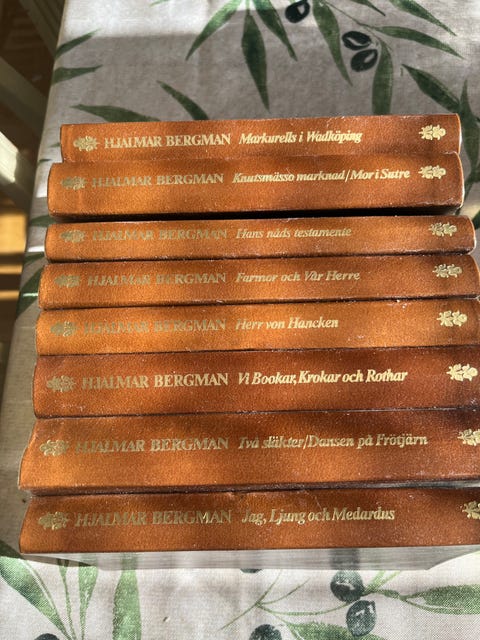 HJALMAR BERGMAN Markurells i Wadköping
HJALMAR BERGMAN Knutsmässo marknad/Mor i Sutre
HJALMAR BERGMAN Hans nåds testamente
HJALMAR BERGMAN Farmor och Vår Herre
HJALMAR BERGMAN Herr von Hancken
HJALMAR BERGMAN Vi Bookar, Krokar och Rothar
HJALMAR BERGMAN Två släkter/Dansen på Frötjärn
HJALMAR BERGMAN Jag, Ljung och Medardus